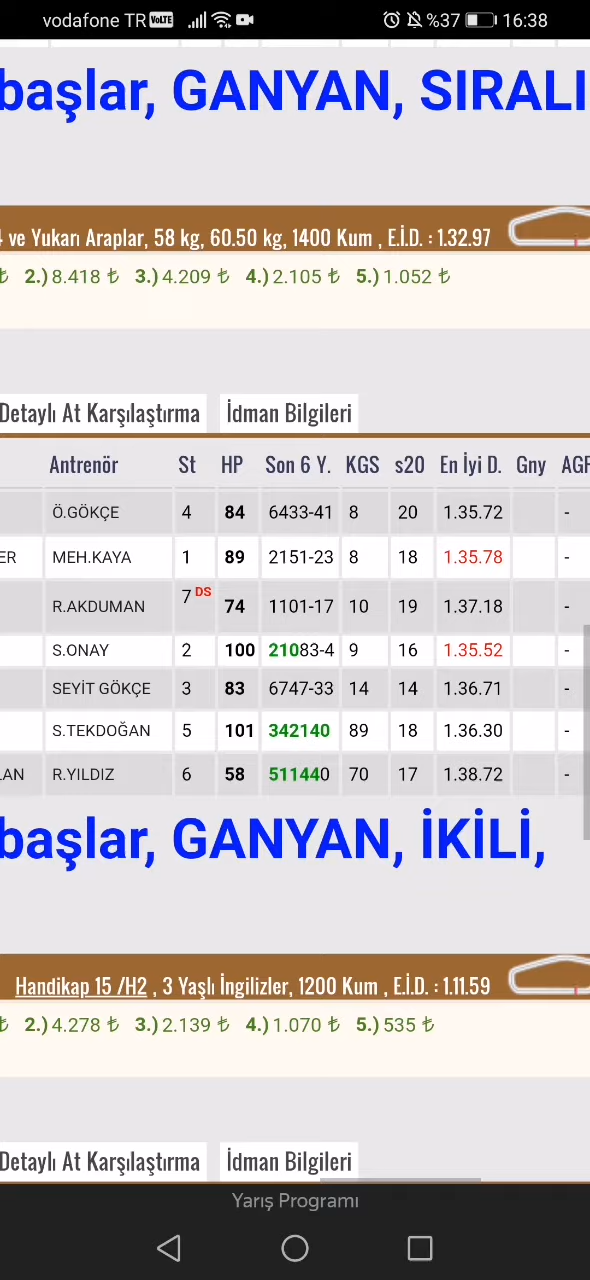 vodafone TR VoLTE %37 16:38
başlar, GANYAN, SIRALI
ve Yukarı Araplar, 58 kg, 60.50 kg, 1400 Kum , E.İ.D. : 1.32.97
₺ 2.) 8.418 ₺ 3.) 4.209 ₺ 4.) 2.105 ₺ 5.) 1.052 ₺
Detaylı At Karşılaştırma İdman Bilgileri
Antrenör St HP Son 6 Y. KGS s20 En İyi D. Gny AGF
Ö.GÖKÇE 4 84 6433-41 8 20 1.35.72 -
ER MEH.KAYA 1 89 2151-23 8 18 1.35.78 -
R.AKDUMAN 7 DS 74 1101-17 10 19 1.37.18 -
S.ONAY 2 100 21083-4 9 16 1.35.52 -
SEYİT GÖKÇE 3 83 6747-33 14 14 1.36.71 -
S.TEKDOĞAN 5 101 342140 89 18 1.36.30 -
LAN R.YILDIZ 6 58 511440 70 17 1.38.72 -
başlar, GANYAN, İKİLİ,
Handikap 15 /H2 , 3 Yaşlı İngilizler, 1200 Kum , E.İ.D. : 1.11.59
₺ 2.) 4.278 ₺ 3.) 2.139 ₺ 4.) 1.070 ₺ 5.) 535 ₺
Detaylı At Karşılaştırma İdman Bilgileri
Yarış Programı